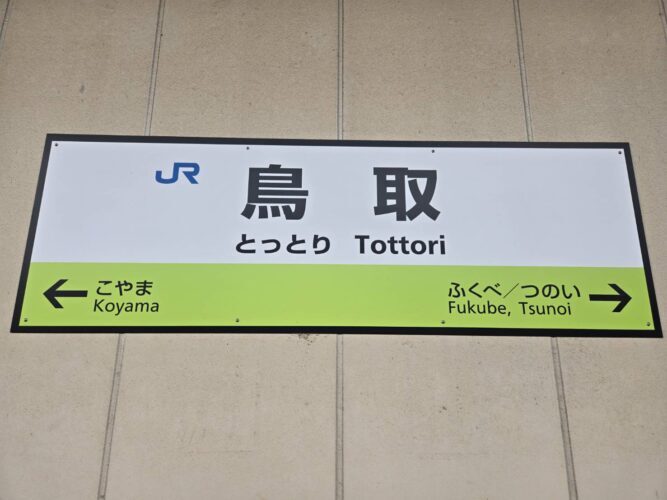 JR
鳥取
とっとり Tottori
こやま
Koyama
ふくべ／つのい
Fukube, Tsunoi